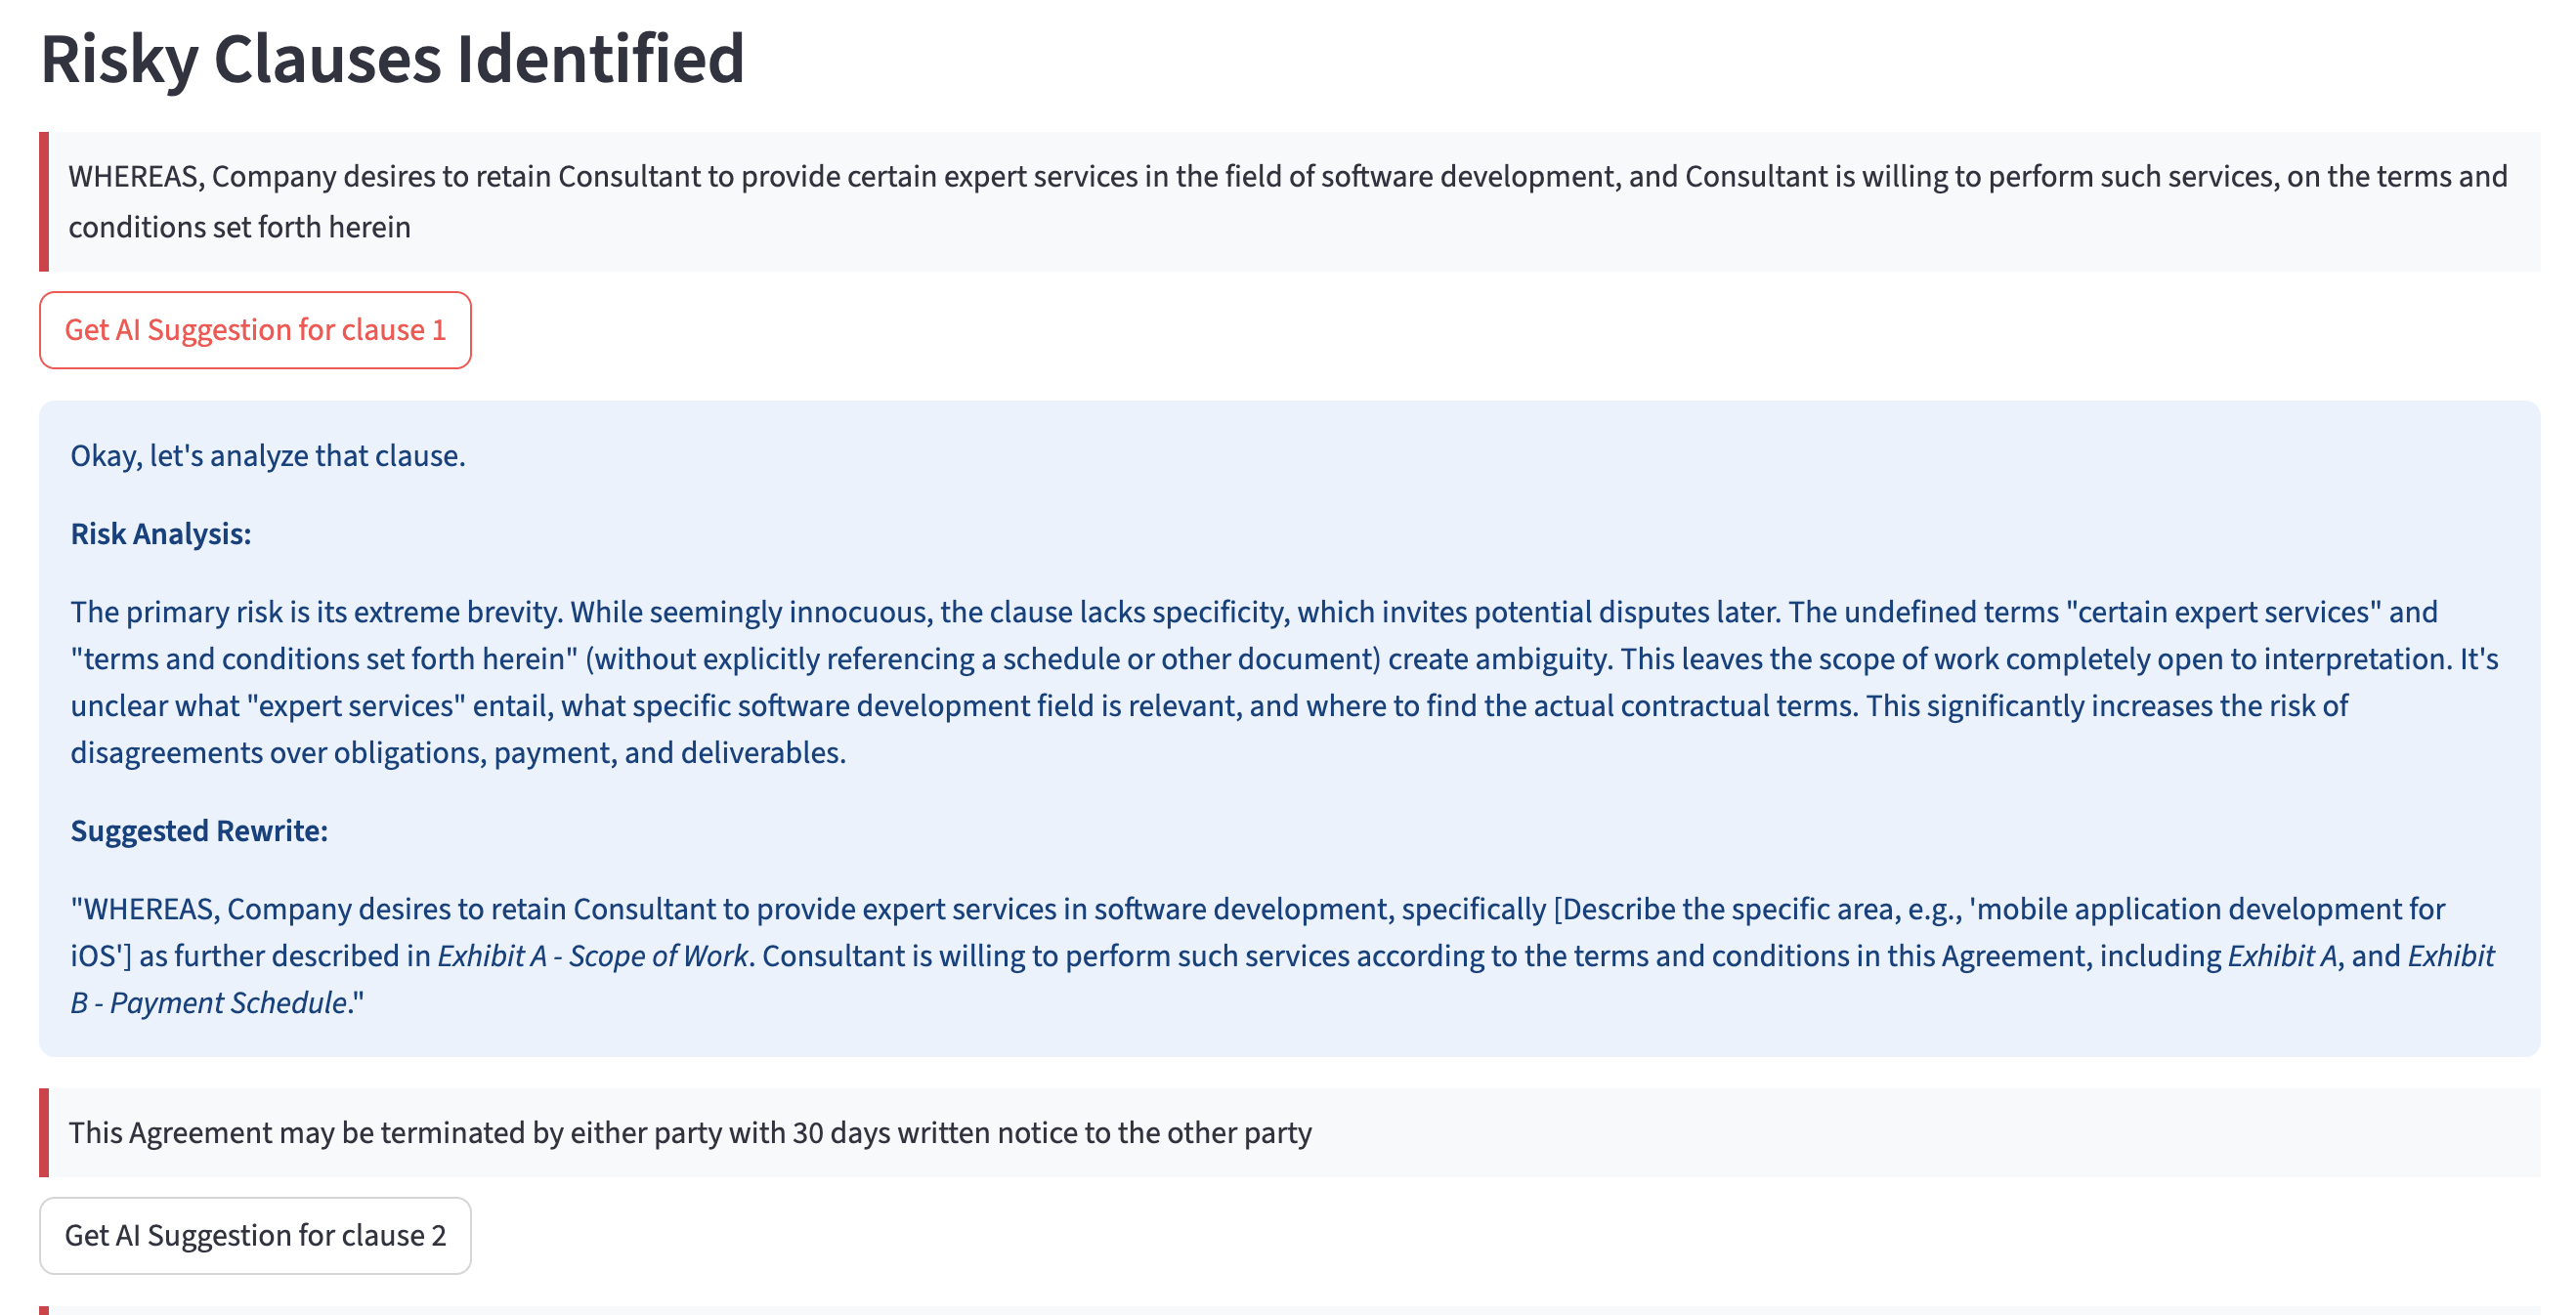 Risky Clauses Identified
WHEREAS, Company desires to retain Consultant to provide certain expert services in the field of software development, and Consultant is willing to perform such services, on the terms and
conditions set forth herein
Get AI Suggestion for clause 1
Okay, let's analyze that clause.
Risk Analysis:
The primary risk is its extreme brevity. While seemingly innocuous, the clause lacks specificity, which invites potential disputes later. The undefined terms "certain expert services" and
"terms and conditions set forth herein" (without explicitly referencing a schedule or other document) create ambiguity. This leaves the scope of work completely open to interpretation. It's
unclear what "expert services" entail, what specific software development field is relevant, and where to find the actual contractual terms. This significantly increases the risk of
disagreements over obligations, payment, and deliverables.
Suggested Rewrite:
"WHEREAS, Company desires to retain Consultant to provide expert services in software development, specifically [Describe the specific area, e.g., 'mobile application development for
iOS'] as further described in Exhibit A - Scope of Work. Consultant is willing to perform such services according to the terms and conditions in this Agreement, including Exhibit A, and Exhibit
B - Payment Schedule."
This Agreement may be terminated by either party with 30 days written notice to the other party
Get AI Suggestion for clause 2